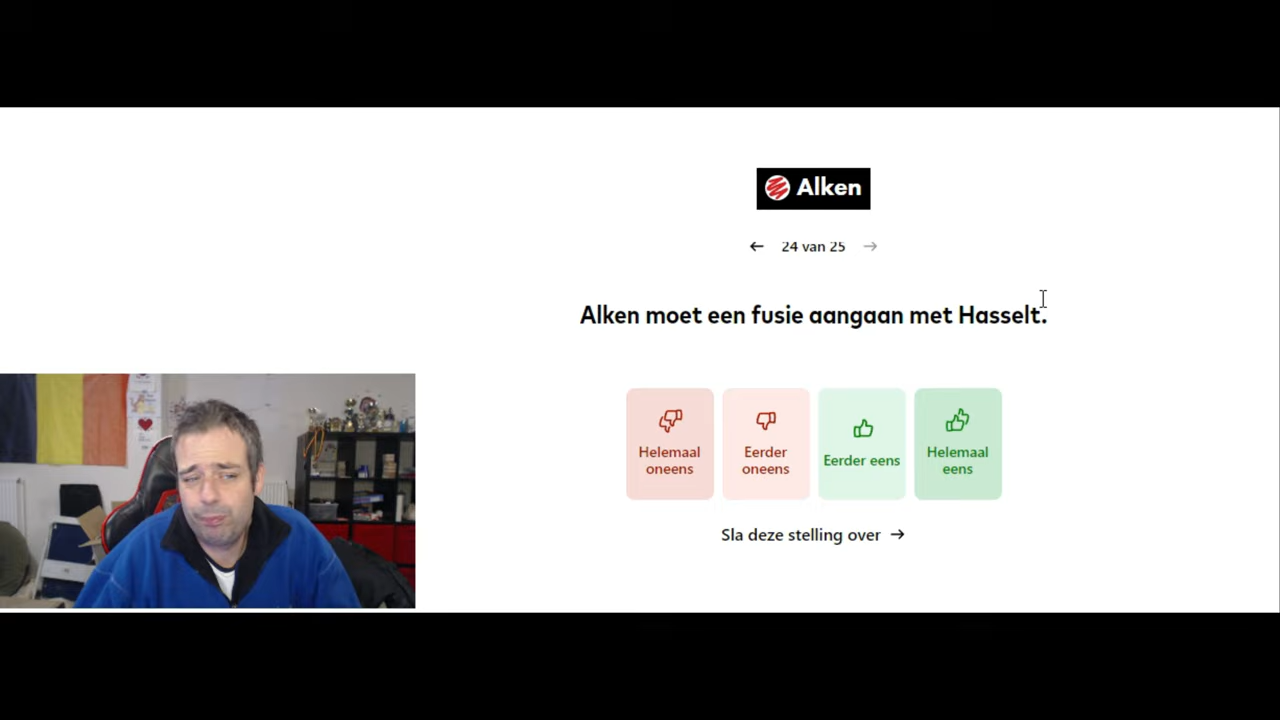 Alken
24 van 25
Alken moet een fusie aangaan met Hasselt.
Helemaal
oneens
Eerder
oneens
Eerder eens
Helemaal
eens
Sla deze stelling over